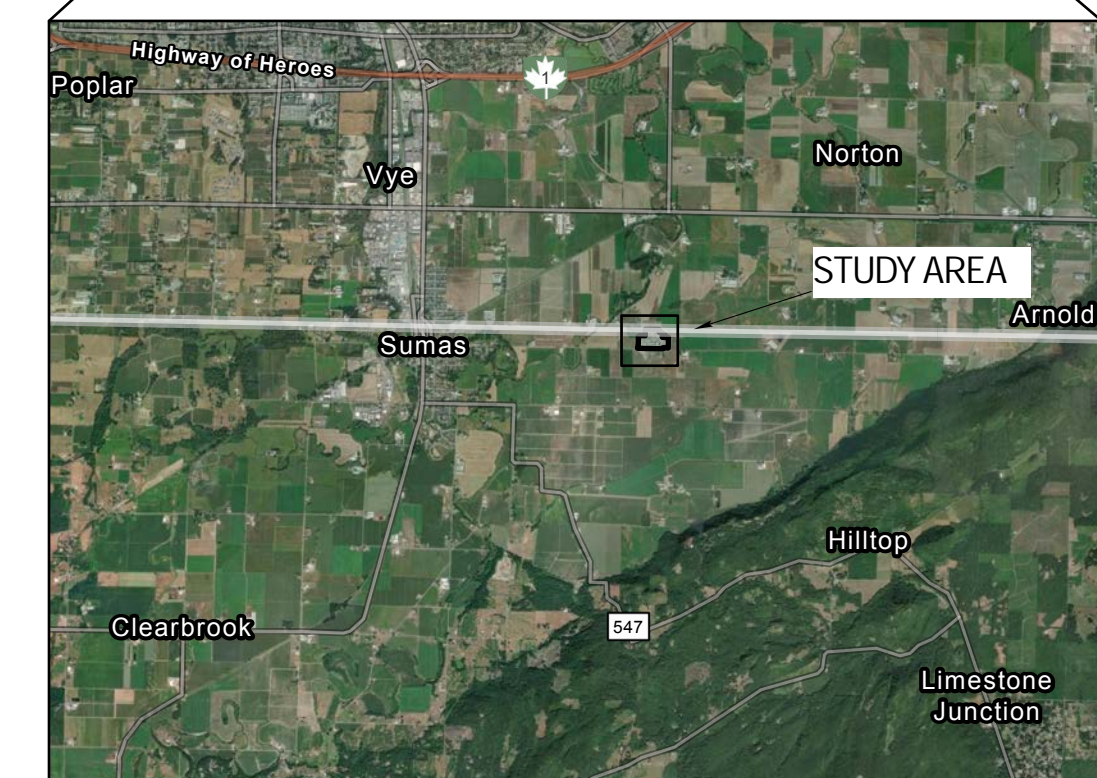 Highway of Heroes
1
Poplar
Norton
Vye
STUDY AREA
Arnold
Sumas
Hilltop
547
Clearbrook
Limestone
Junction